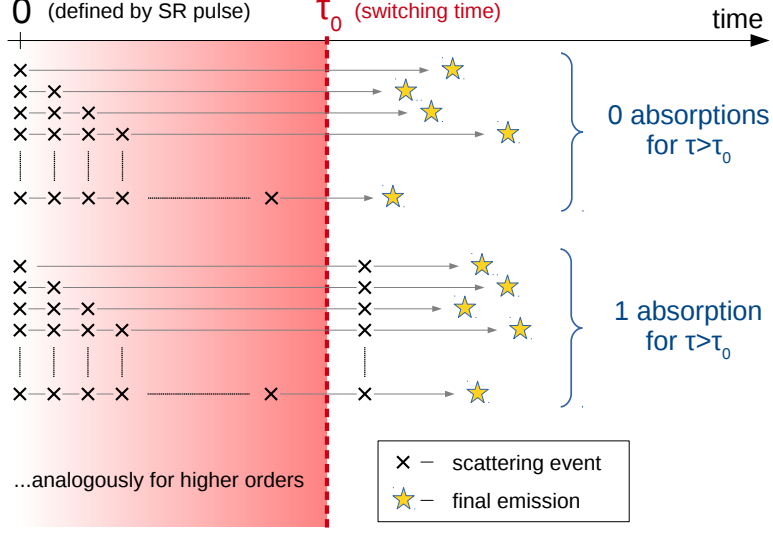 0 (defined by SR pulse) τ0 (switching time) time
0 absorptions
for τ>τ0
1 absorption
for τ>τ0
...analogously for higher orders
– scattering event
– final emission